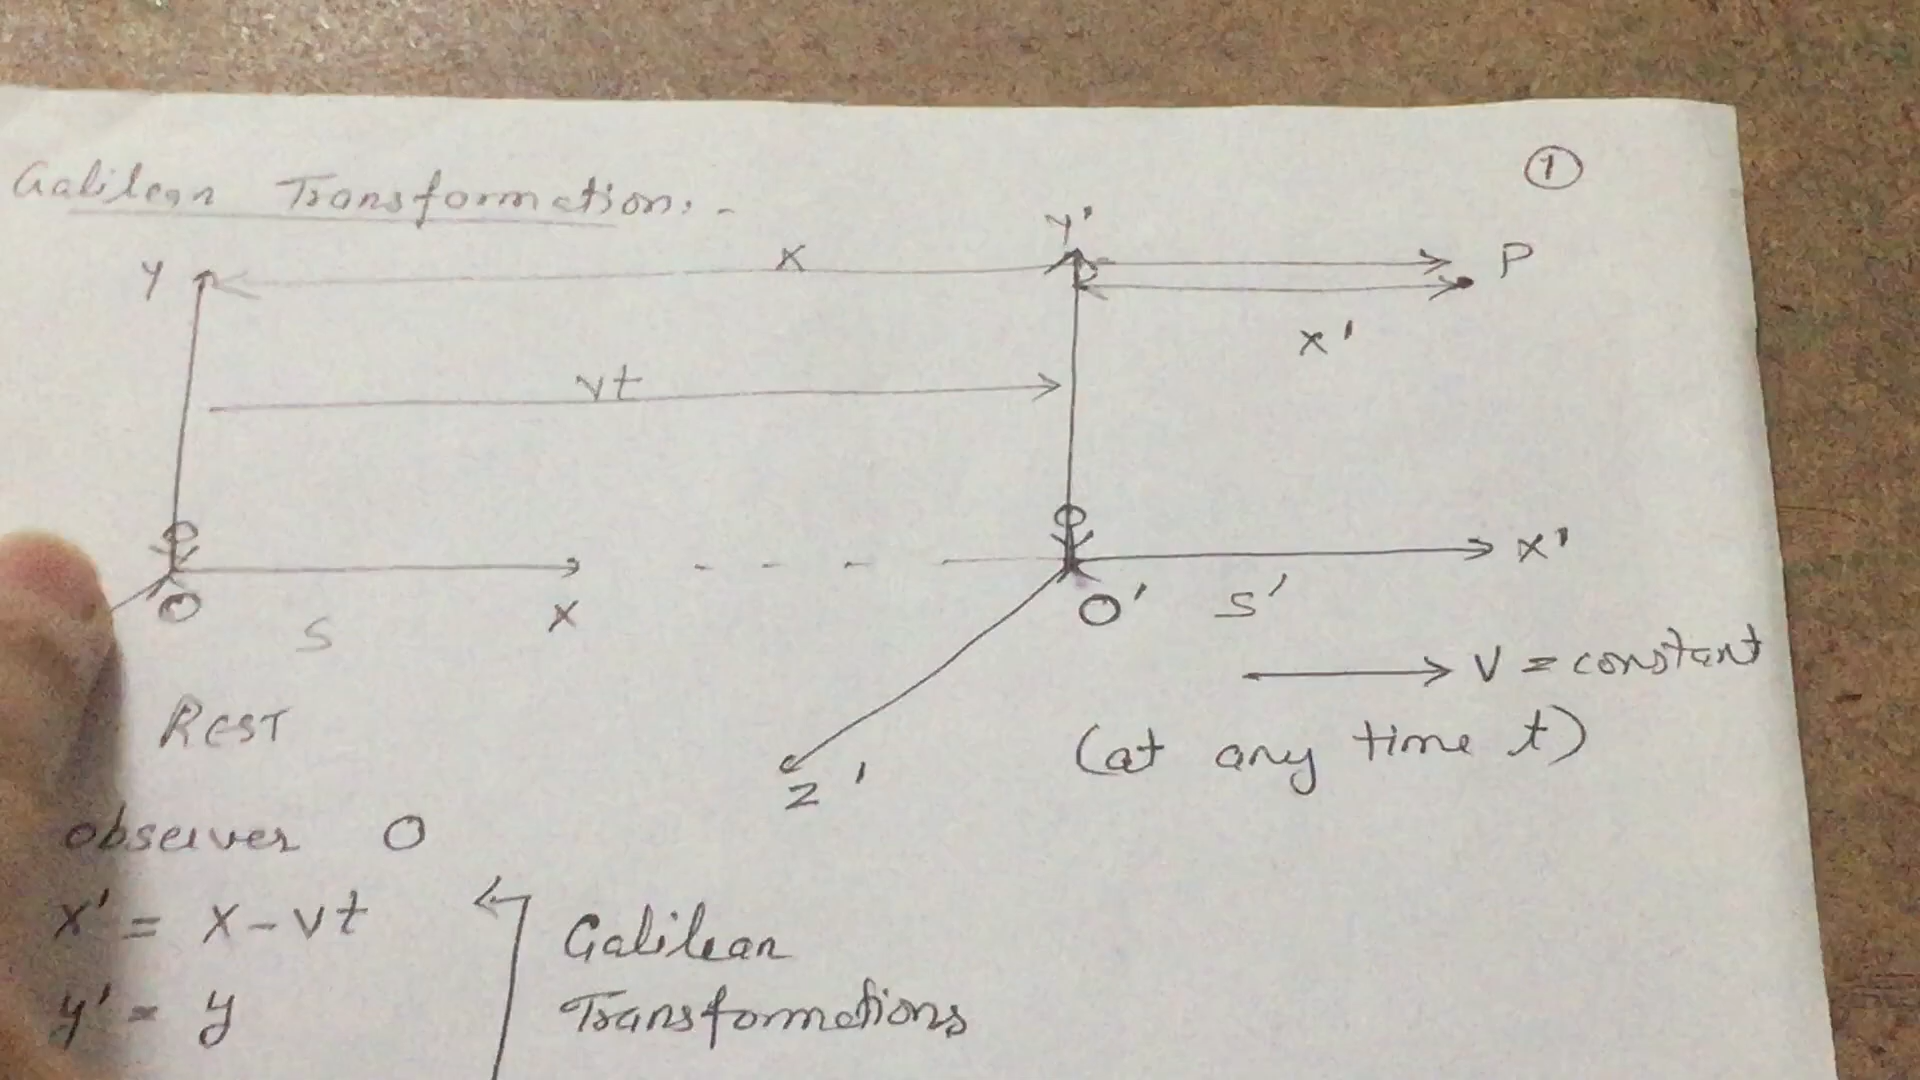 ①
Galilean Transformation:-
y'
y
x
P
x'
vt
x'
O
O'
S'
S
x
V = constant
REST
(at any time t)
z'
observer O
x' = x - vt
Galilean
y' = y
Transformations